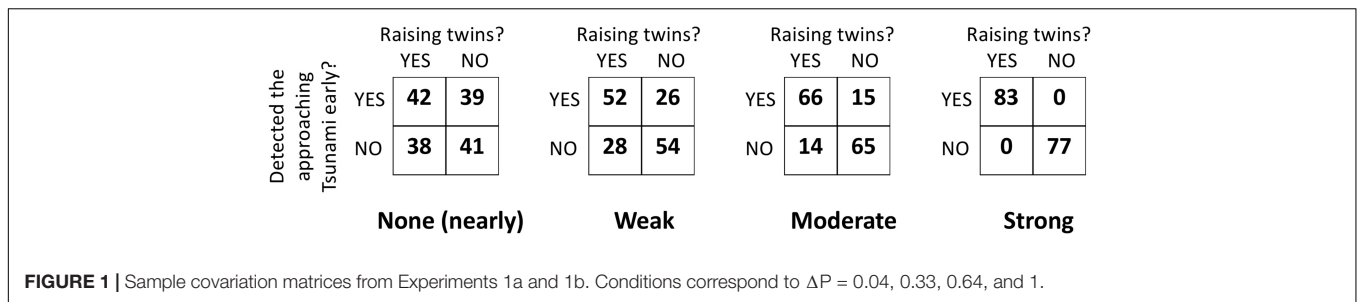 Raising twins? Raising twins? Raising twins? Raising twins?
YES NO YES NO YES NO YES NO
Detected the
approaching
Tsunami early?
YES 42 39 YES 52 26 YES 66 15 YES 83 0
NO 38 41 NO 28 54 NO 14 65 NO 0 77
None (nearly) Weak Moderate Strong
FIGURE 1 | Sample covariation matrices from Experiments 1a and 1b. Conditions correspond to ΔP = 0.04, 0.33, 0.64, and 1.